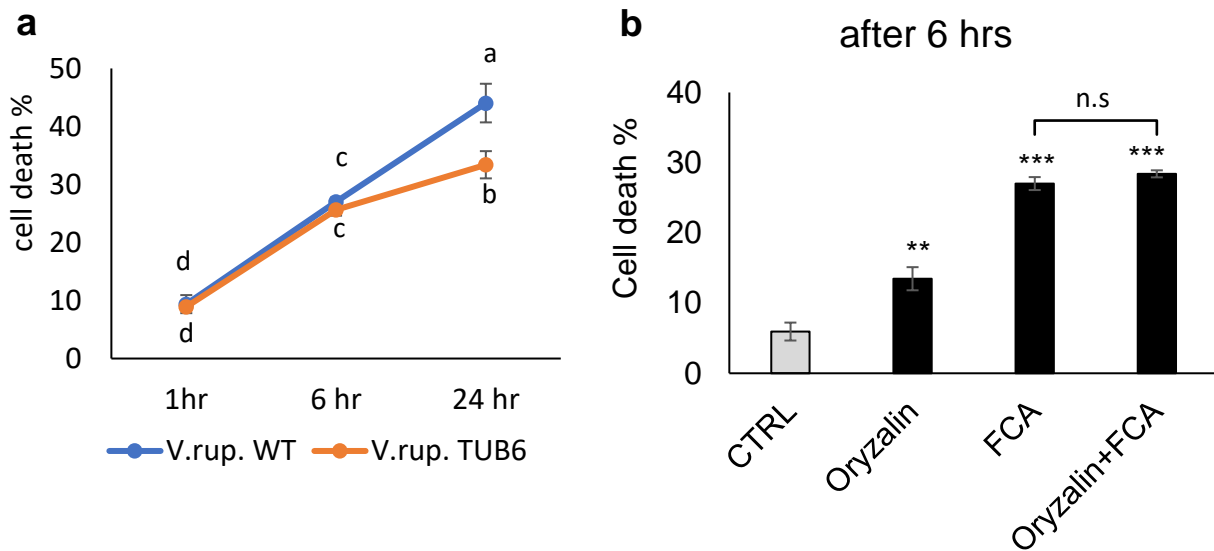 a
cell death %
50
40
30
20
10
0
a
b
c
c
d
d
1hr
6 hr
24 hr
V.rup. WT
V.rup. TUB6
b
after 6 hrs
Cell death %
40
30
20
10
0
**
***
***
n.s
CTRL
Oryzalin
FCA
Oryzalin+FCA